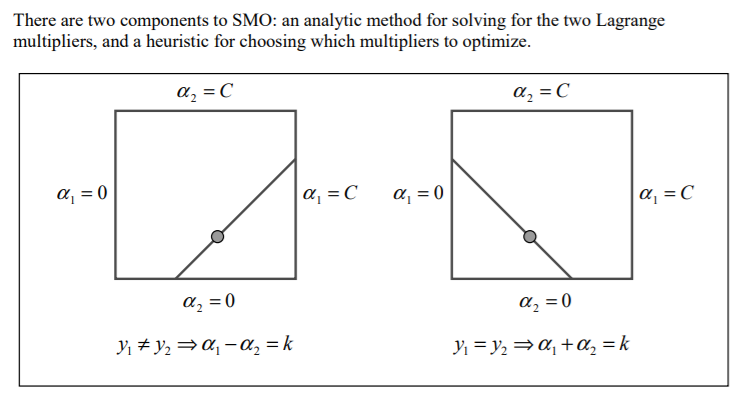 There are two components to SMO: an analytic method for solving for the two Lagrange
multipliers, and a heuristic for choosing which multipliers to optimize.
α₂ = C
α₂ = C
α₁ = 0
α₁ = C
α₁ = 0
α₁ = C
α₂ = 0
α₂ = 0
y₁ ≠ y₂ ⇒ α₁ − α₂ = k
y₁ = y₂ ⇒ α₁ + α₂ = k